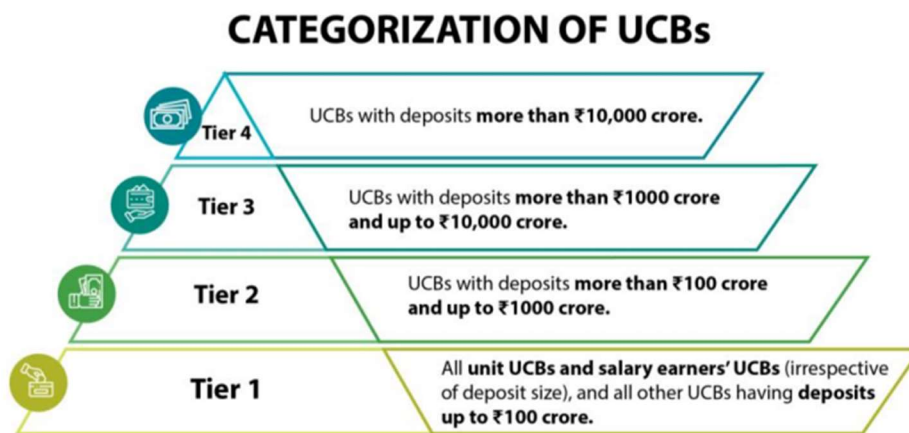 CATEGORIZATION OF UCBs
Tier 4
UCBs with deposits more than ₹10,000 crore.
Tier 3
UCBs with deposits more than ₹1000 crore
and up to ₹10,000 crore.
Tier 2
UCBs with deposits more than ₹100 crore
and up to ₹1000 crore.
Tier 1
All unit UCBs and salary earners’ UCBs (irrespective
of deposit size), and all other UCBs having deposits
up to ₹100 crore.